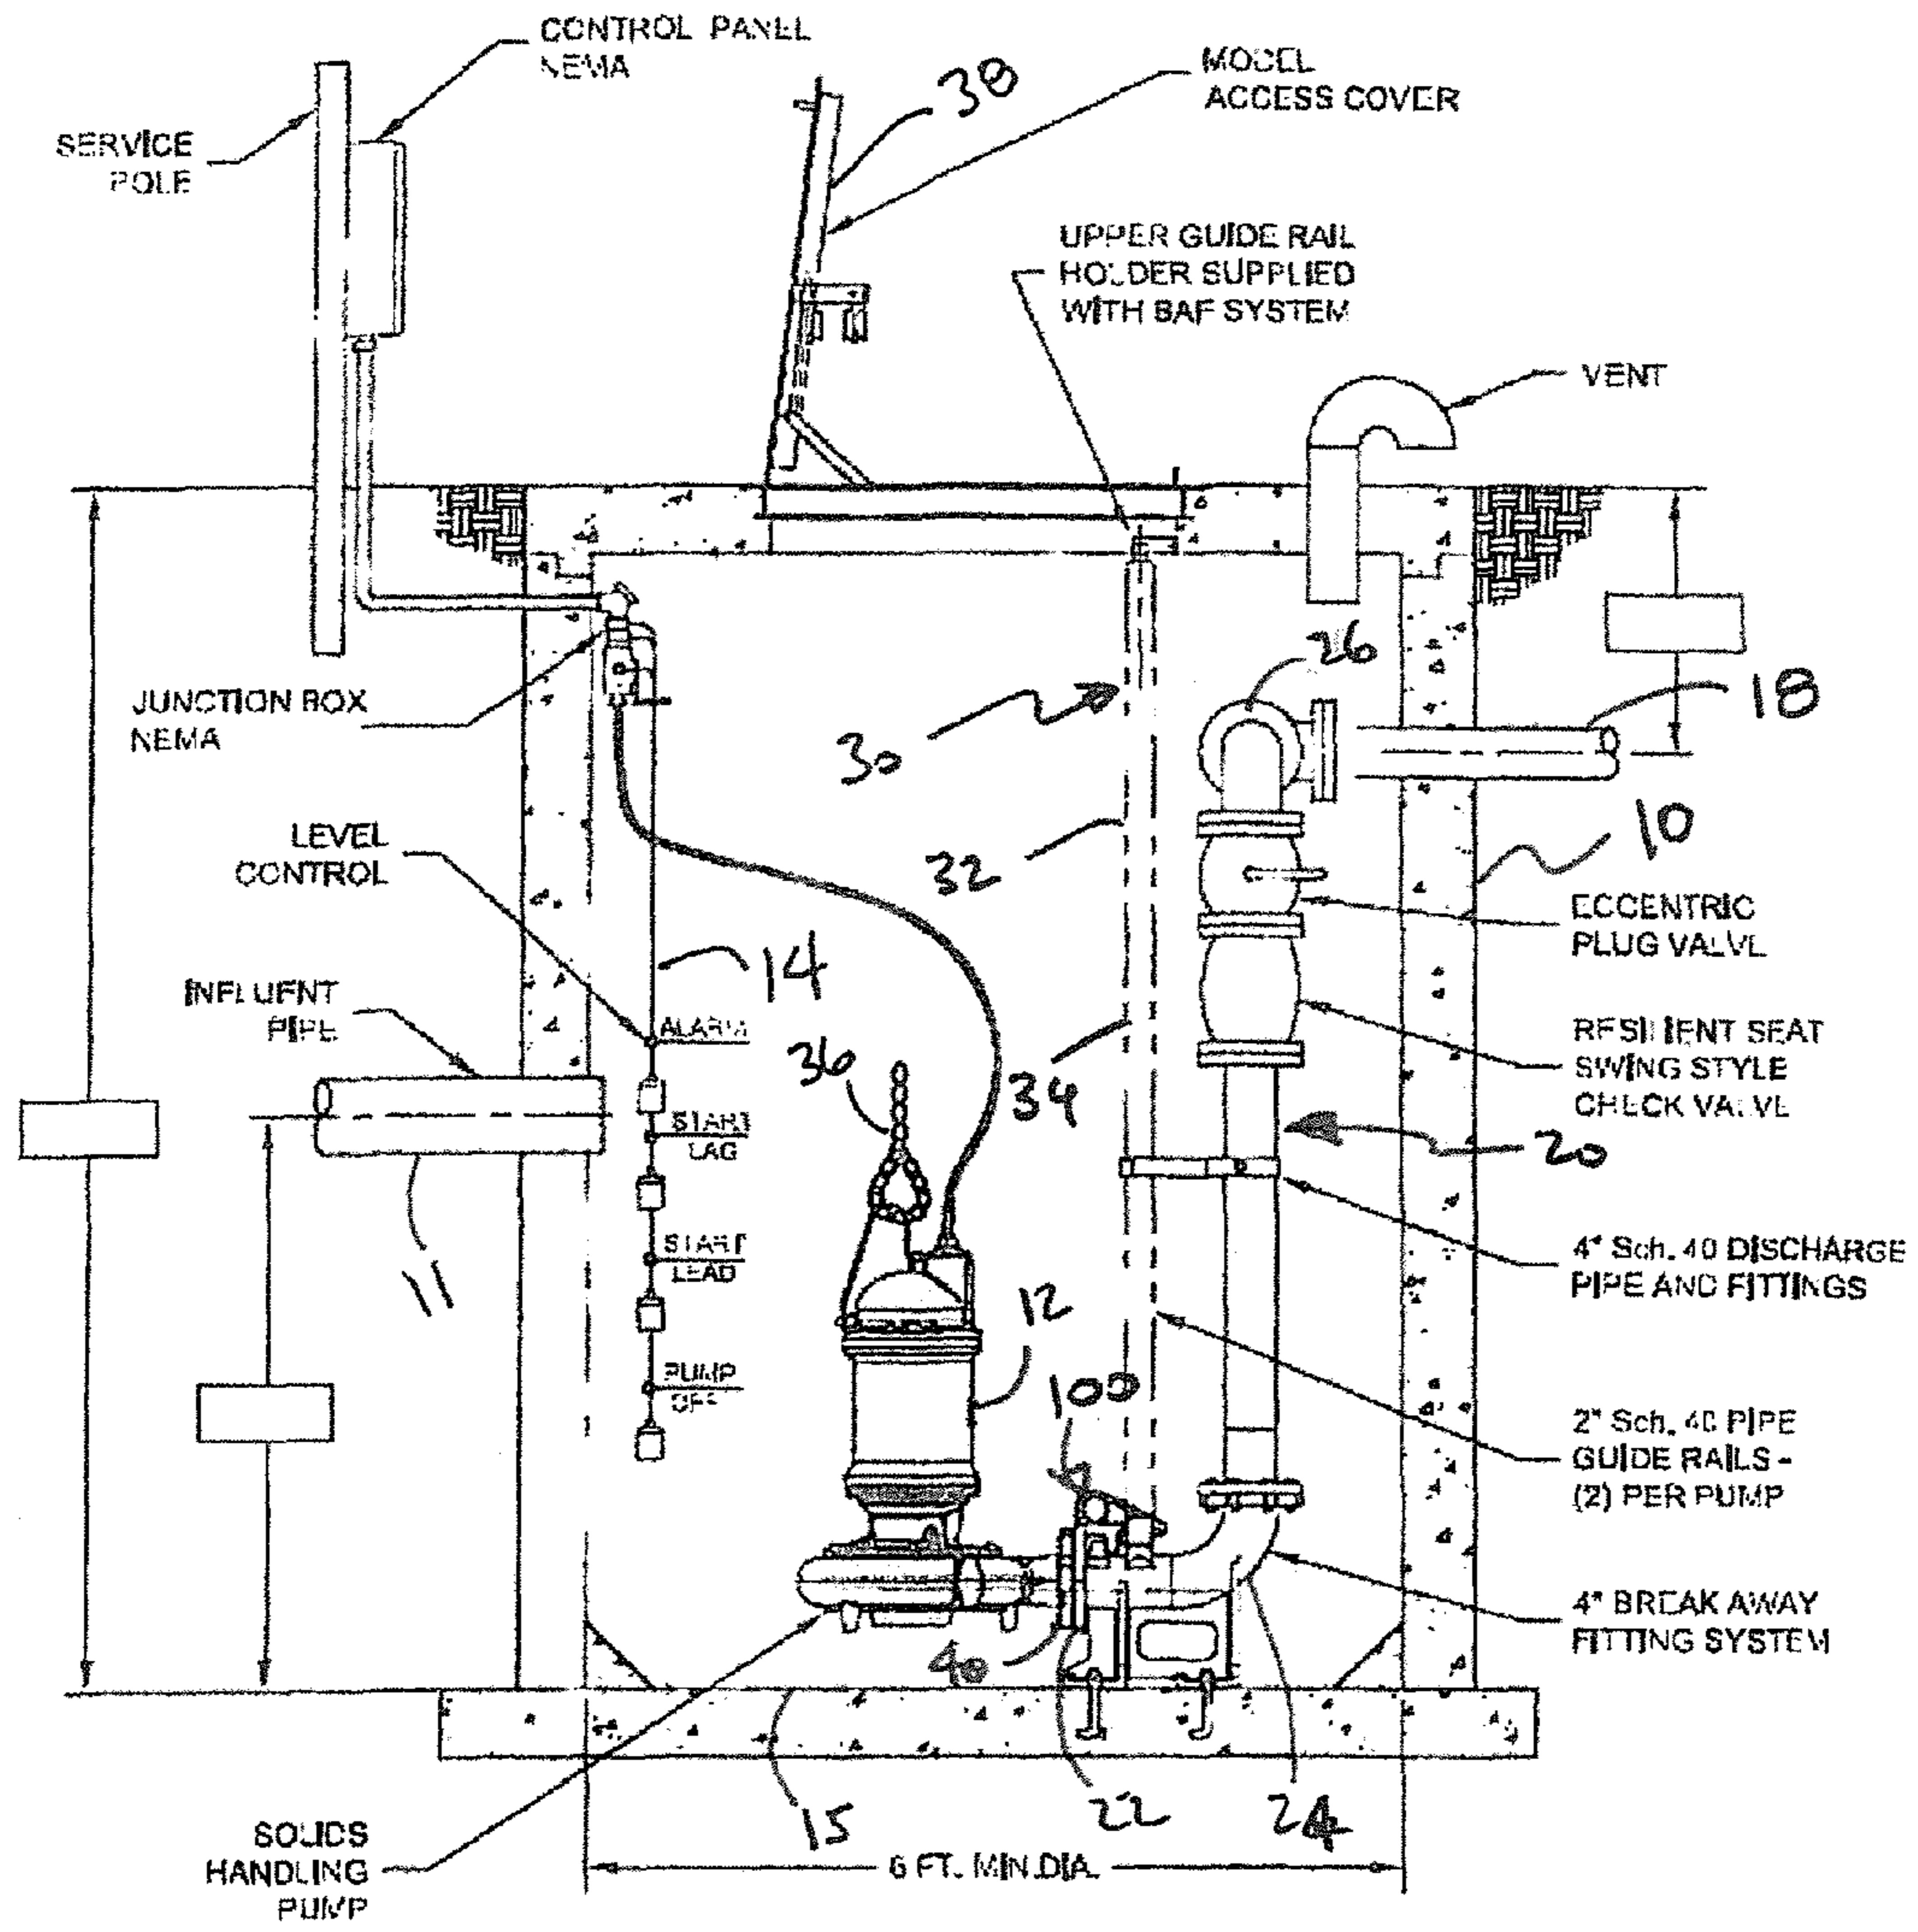 CONTROL PANEL
NEMA
38
MODEL
ACCESS COVER
SERVICE
POLE
UPPER GUIDE RAIL
HOLDER SUPPLIED
WITH BAF SYSTEM
VENT
26
18
JUNCTION BOX
NEMA
30
10
LEVEL
CONTROL
32
ECCENTRIC
PLUG VALVE
14
INFLUENT
PIPE
ALARM
36
34
RESILIENT SEAT
SWING STYLE
CHECK VALVE
START
LAG
20
START
LEAD
11
12
4" Sch. 40 DISCHARGE
PIPE AND FITTINGS
PUMP
OFF
100
2" Sch. 40 PIPE
GUIDE RAILS -
(2) PER PUMP
40
4" BREAK AWAY
FITTING SYSTEM
15
22
24
SOLIDS
HANDLING
PUMP
6 FT. MIN.DIA.